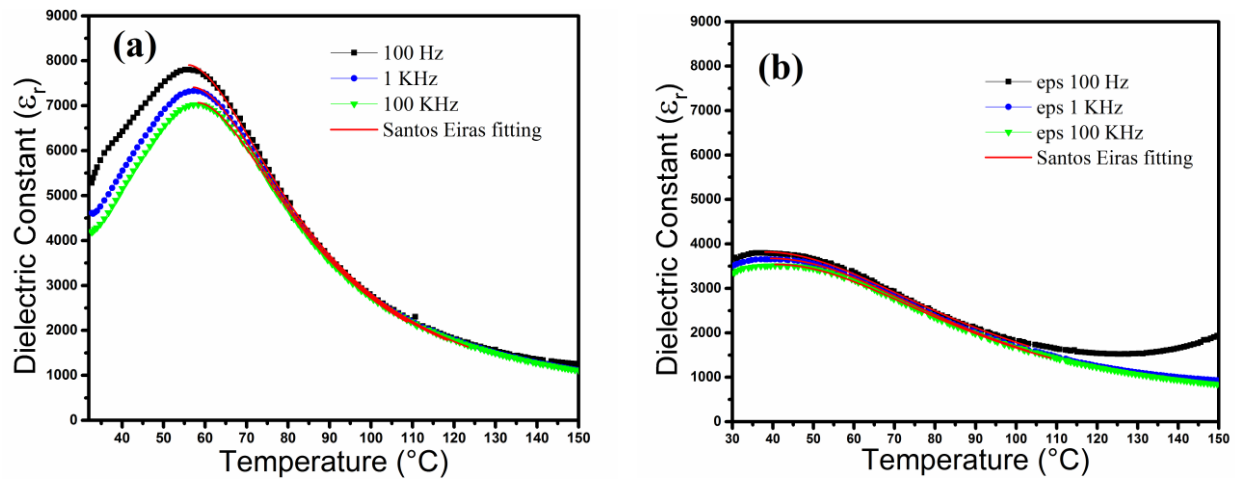 (a)
100 Hz
1 KHz
100 KHz
Santos Eiras fitting
Dielectric Constant (εr)
9000
8000
7000
6000
5000
4000
3000
2000
1000
0
40 50 60 70 80 90 100 110 120 130 140 150
Temperature (°C)
(b)
eps 100 Hz
eps 1 KHz
eps 100 KHz
Santos Eiras fitting
Dielectric Constant (εr)
9000
8000
7000
6000
5000
4000
3000
2000
1000
0
30 40 50 60 70 80 90 100 110 120 130 140 150
Temperature (°C)